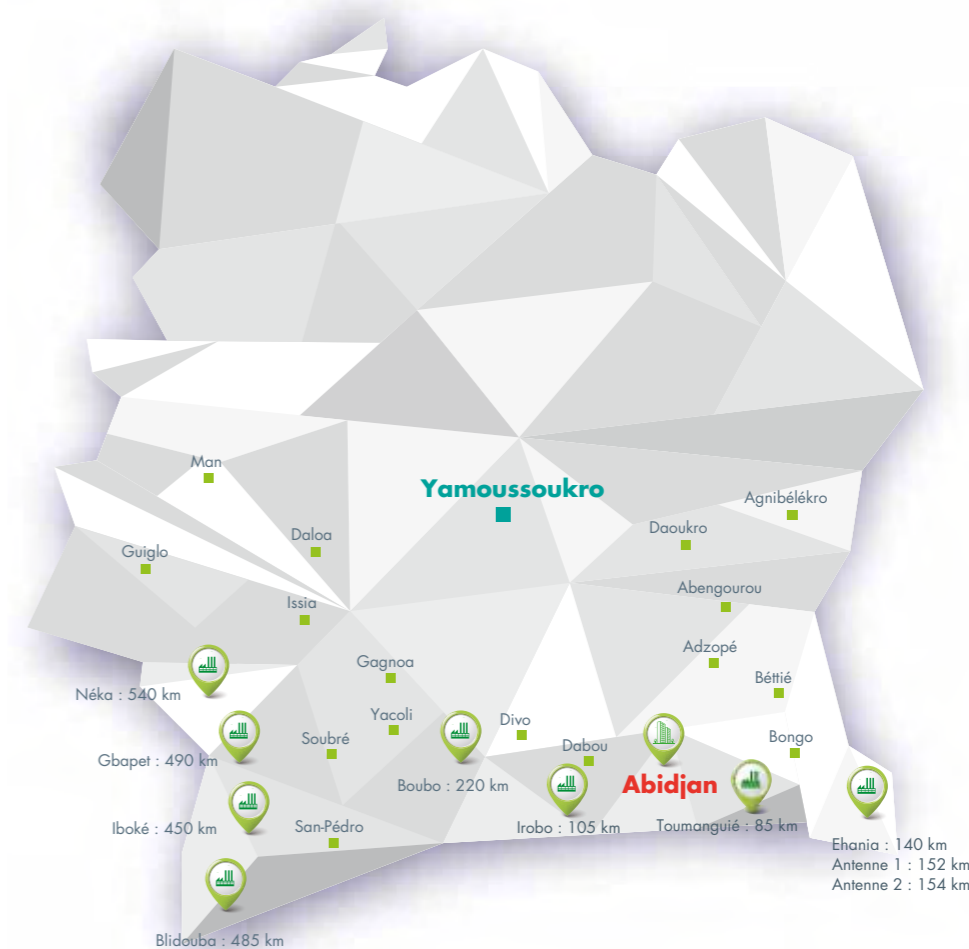 Man
Yamoussoukro
Agnibélékro
Daloa
Daoukro
Guiglo
Abengourou
Issia
Adzopé
Gagnoa
Béttié
Néka : 540 km
Yacoli
Divo
Soubré
Bongo
Dabou
Gbapet : 490 km
Boubo : 220 km
Abidjan
Iboké : 450 km
San-Pédro
Irobo : 105 km
Toumanguié : 85 km
Ehania : 140 km
Antenne 1 : 152 km
Antenne 2 : 154 km
Blidouba : 485 km